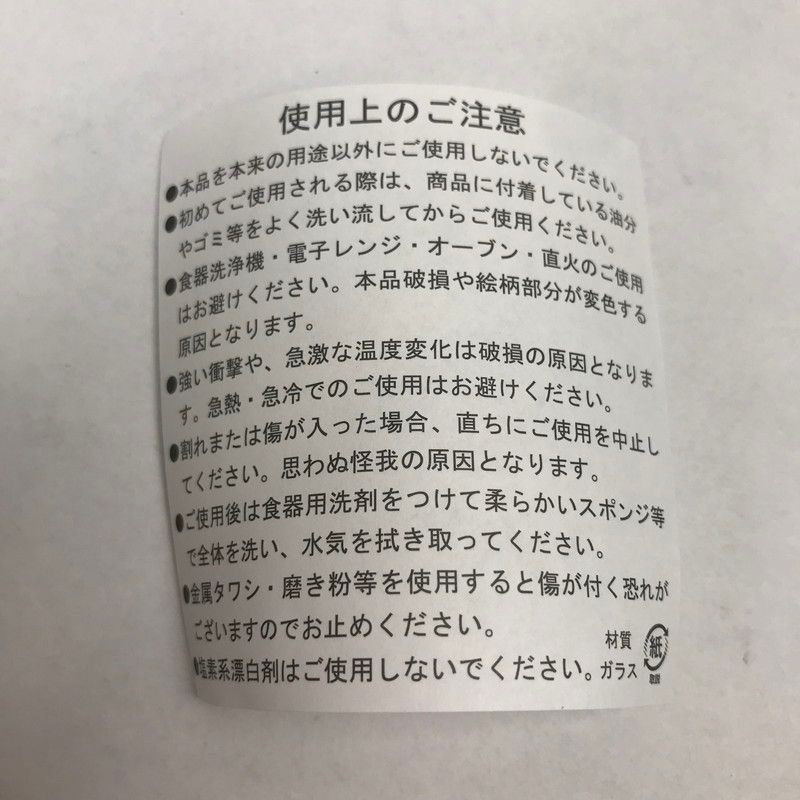 使用上のご注意
●本品を本来の用途以外にご使用しないでください。
●初めてご使用される際は、商品に付着している油分
やゴミ等をよく洗い流してからご使用ください。
●食器洗浄機・電子レンジ・オーブン・直火のご使用
はお避けください。本品破損や絵柄部分が変色する
原因となります。
●強い衝撃や、急激な温度変化は破損の原因となりま
す。急熱・急冷でのご使用はお避けください。
●割れまたは傷が入った場合、直ちにご使用を中止し
てください。思わぬ怪我の原因となります。
●ご使用後は食器用洗剤をつけて柔らかいスポンジ等
で全体を洗い、水気を拭き取ってください。
●金属タワシ・磨き粉等を使用すると傷が付く恐れが
ございますのでお止めください。
●塩素系漂白剤はご使用しないでください。
材質
ガラス
紙
取説